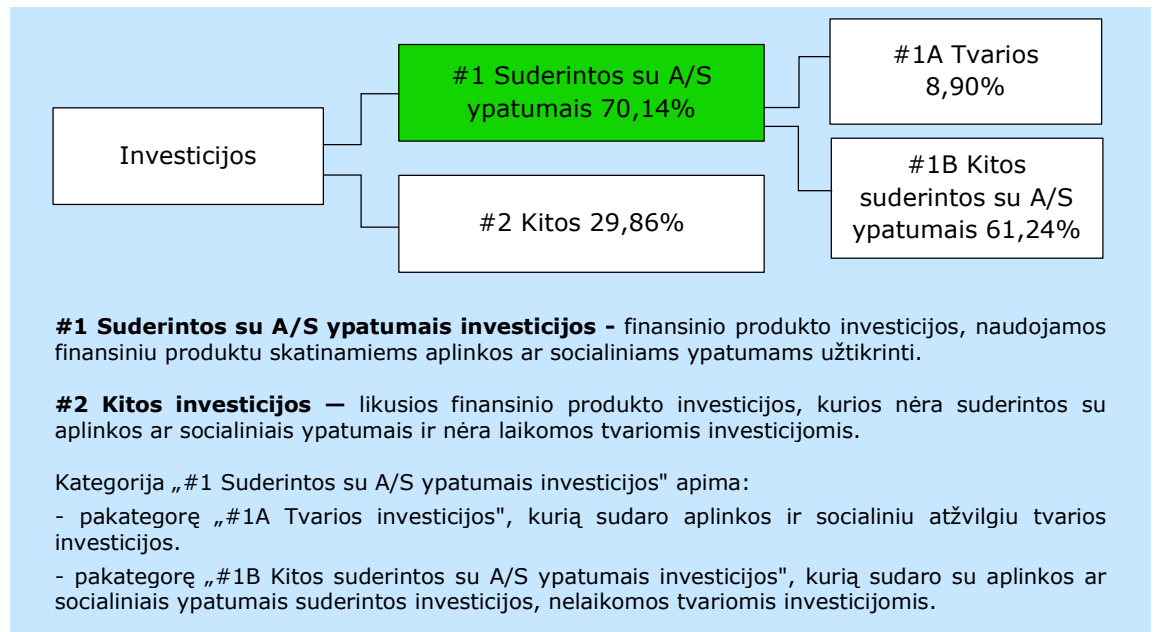 #1A Tvarios
8,90%
#1 Suderintos su A/S
ypatumais 70,14%
Investicijos
#1B Kitos
suderintos su A/S
ypatumais 61,24%
#2 Kitos 29,86%
#1 Suderintos su A/S ypatumais investicijos - finansinio produkto investicijos, naudojamos
finansiniu produktu skatinamiems aplinkos ar socialiniams ypatumams užtikrinti.
#2 Kitos investicijos — likusios finansinio produkto investicijos, kurios nėra suderintos su
aplinkos ar socialiniais ypatumais ir nėra laikomos tvariomis investicijomis.
Kategorija „#1 Suderintos su A/S ypatumais investicijos" apima:
- pakategorę „#1A Tvarios investicijos", kurią sudaro aplinkos ir socialiniu atžvilgiu tvarios
investicijos.
- pakategorę „#1B Kitos suderintos su A/S ypatumais investicijos", kurią sudaro su aplinkos ar
socialiniais ypatumais suderintos investicijos, nelaikomos tvariomis investicijomis.